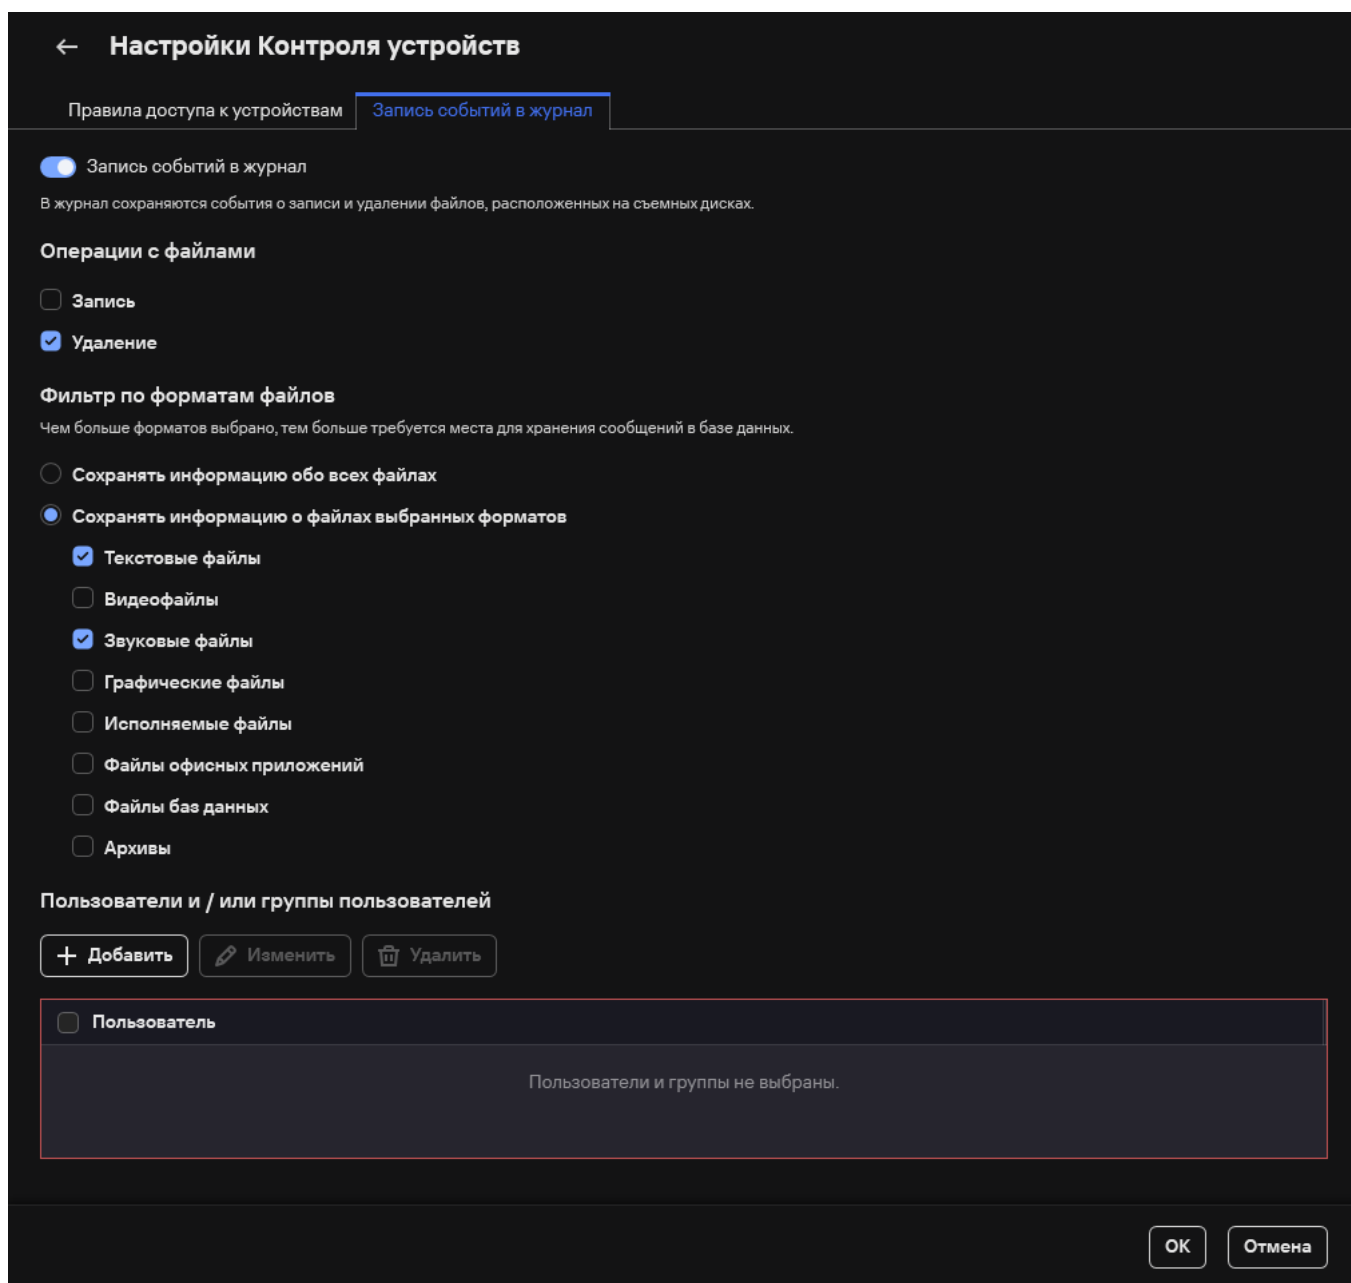 Настройки Контроля устройств
Правила доступа к устройствам
Запись событий в журнал
Запись событий в журнал
В журнал сохраняются события о записи и удалении файлов, расположенных на съемных дисках.
Операции с файлами
Запись
Удаление
Фильтр по форматам файлов
Чем больше форматов выбрано, тем больше требуется места для хранения сообщений в базе данных.
Сохранять информацию обо всех файлах
Сохранять информацию о файлах выбранных форматов
Текстовые файлы
Видеофайлы
Звуковые файлы
Графические файлы
Исполняемые файлы
Файлы офисных приложений
Файлы баз данных
Архивы
Пользователи и / или группы пользователей
Добавить
Изменить
Удалить
Пользователь
Пользователи и группы не выбраны.
ОК
Отмена